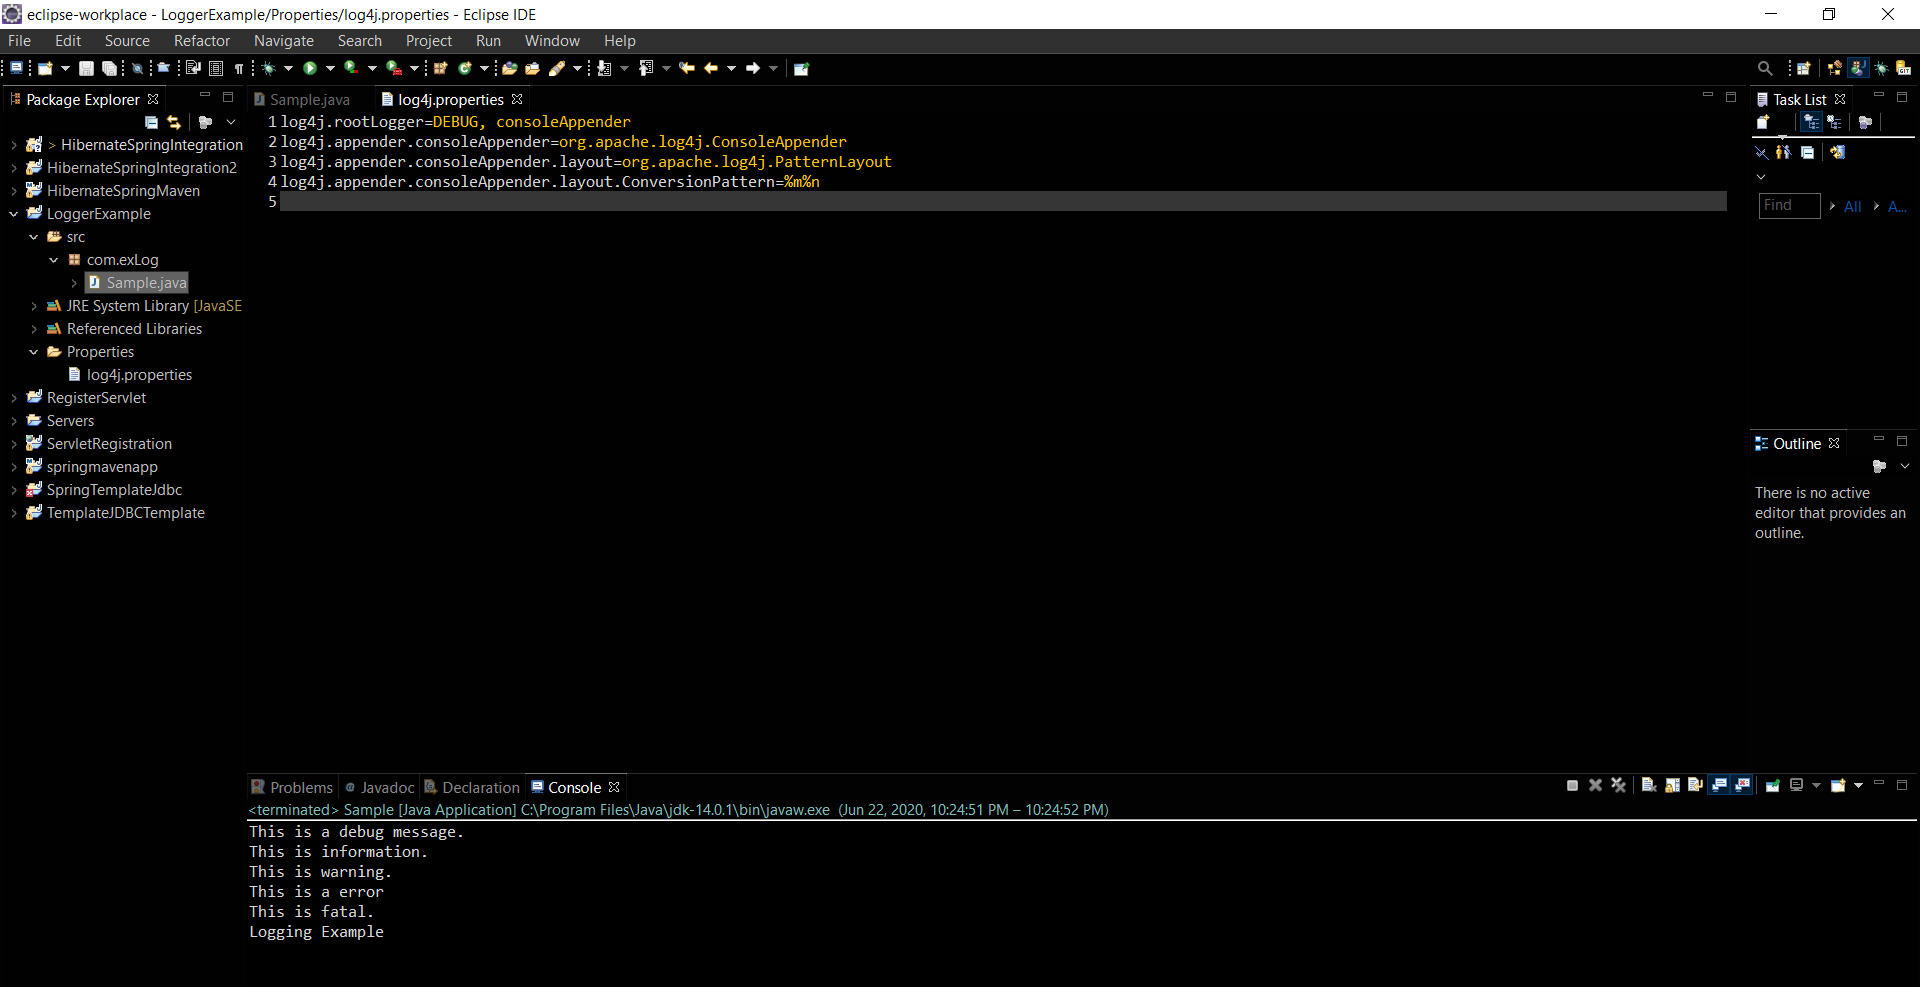 eclipse-workplace - LoggerExample/Properties/log4j.properties - Eclipse IDE
File Edit Source Refactor Navigate Search Project Run Window Help
Package Explorer
> HibernateSpringIntegration
HibernateSpringIntegration2
HibernateSpringMaven
LoggerExample
src
com.exLog
Sample.java
JRE System Library [JavaSE
Referenced Libraries
Properties
log4j.properties
RegisterServlet
Servers
ServletRegistration
springmavenapp
SpringTemplateJdbc
TemplateJDBCTemplate
Sample.java log4j.properties
1 log4j.rootLogger=DEBUG, consoleAppender
2 log4j.appender.consoleAppender=org.apache.log4j.ConsoleAppender
3 log4j.appender.consoleAppender.layout=org.apache.log4j.PatternLayout
4 log4j.appender.consoleAppender.layout.ConversionPattern=%m%n
5
Task List
Find All A...
Outline
There is no active
editor that provides an
outline.
Problems Javadoc Declaration Console
<terminated> Sample [Java Application] C:\Program Files\Java\jdk-14.0.1\bin\javaw.exe (Jun 22, 2020, 10:24:51 PM – 10:24:52 PM)
This is a debug message.
This is information.
This is warning.
This is a error
This is fatal.
Logging Example